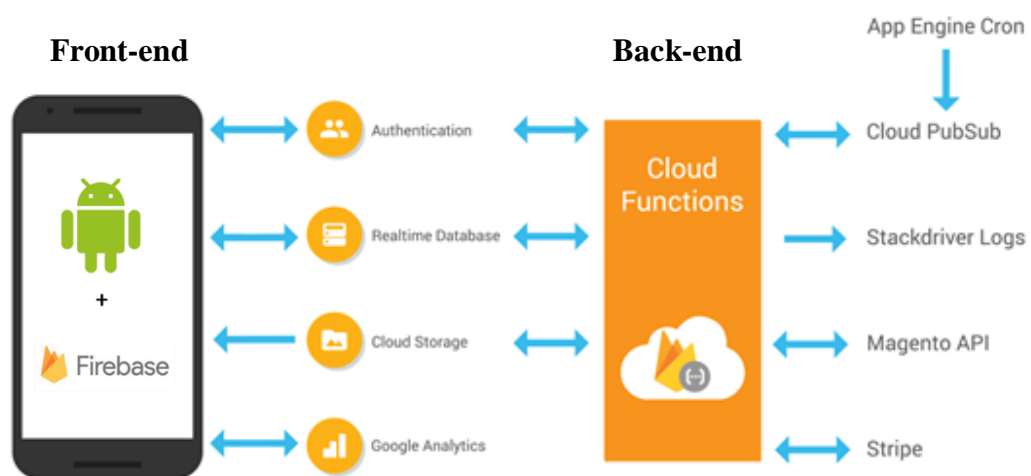 Front-end
Back-end
App Engine Cron
Authentication
Cloud PubSub
Cloud
Functions
Realtime Database
Stackdriver Logs
+
Cloud Storage
Magento API
Firebase
Google Analytics
Stripe